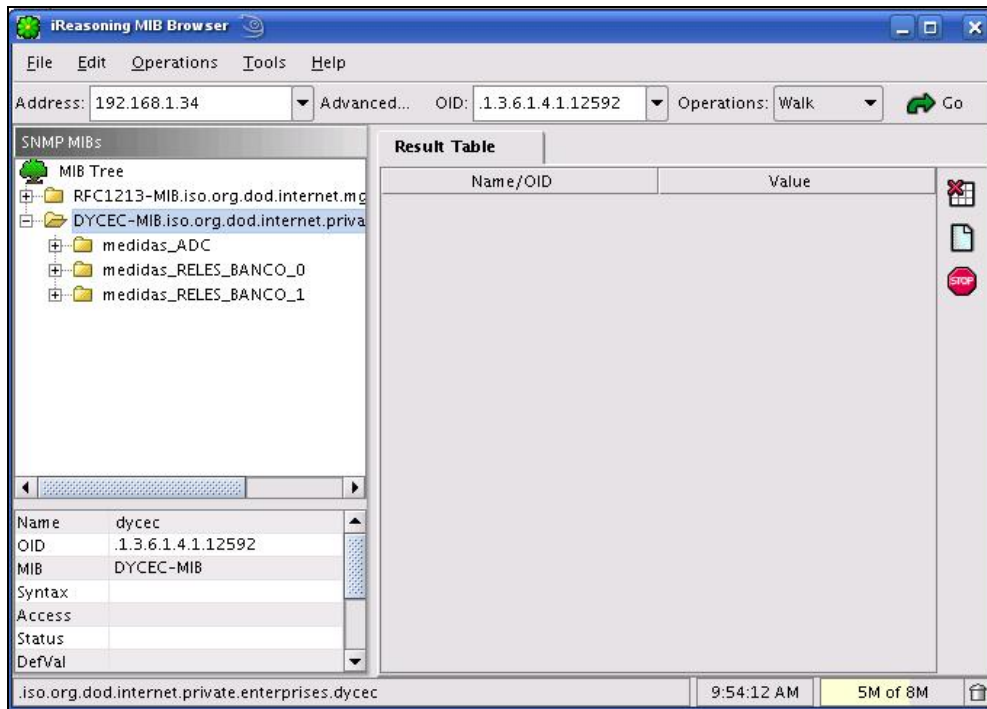 iReasoning MIB Browser
File Edit Operations Tools Help
Address: 192.168.1.34 Advanced... OID: .1.3.6.1.4.1.12592 Operations: Walk Go
SNMP MIBs
Result Table
MIB Tree
Name/OID Value
RFC1213-MIB.iso.org.dod.internet.mg
DYCEC-MIB.iso.org.dod.internet.priva
medidas_ADC
medidas_RELES_BANCO_0
medidas_RELES_BANCO_1
STOP
Name dycec
OID .1.3.6.1.4.1.12592
MIB DYCEC-MIB
Syntax
Access
Status
DefVal
.iso.org.dod.internet.private.enterprises.dycec 9:54:12 AM 5M of 8M